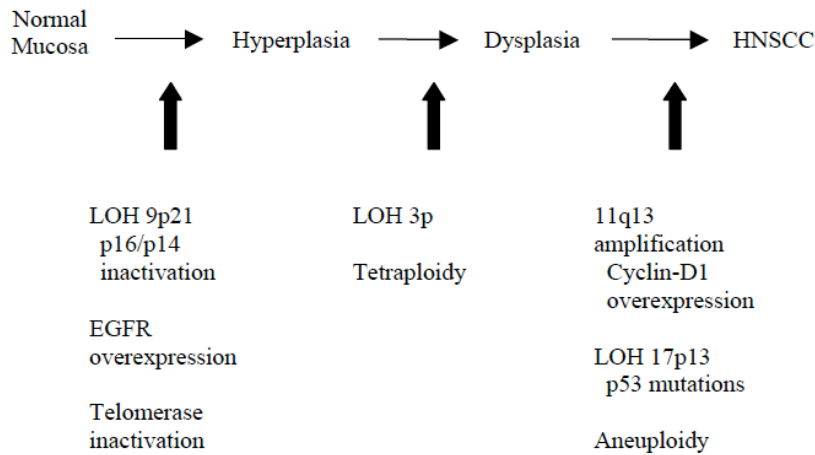 Normal
Mucosa
Hyperplasia
Dysplasia
HNSCC
LOH 9p21
p16/p14
inactivation
EGFR
overexpression
Telomerase
inactivation
LOH 3p
Tetraploidy
11q13
amplification
Cyclin-D1
overexpression
LOH 17p13
p53 mutations
Aneuploidy